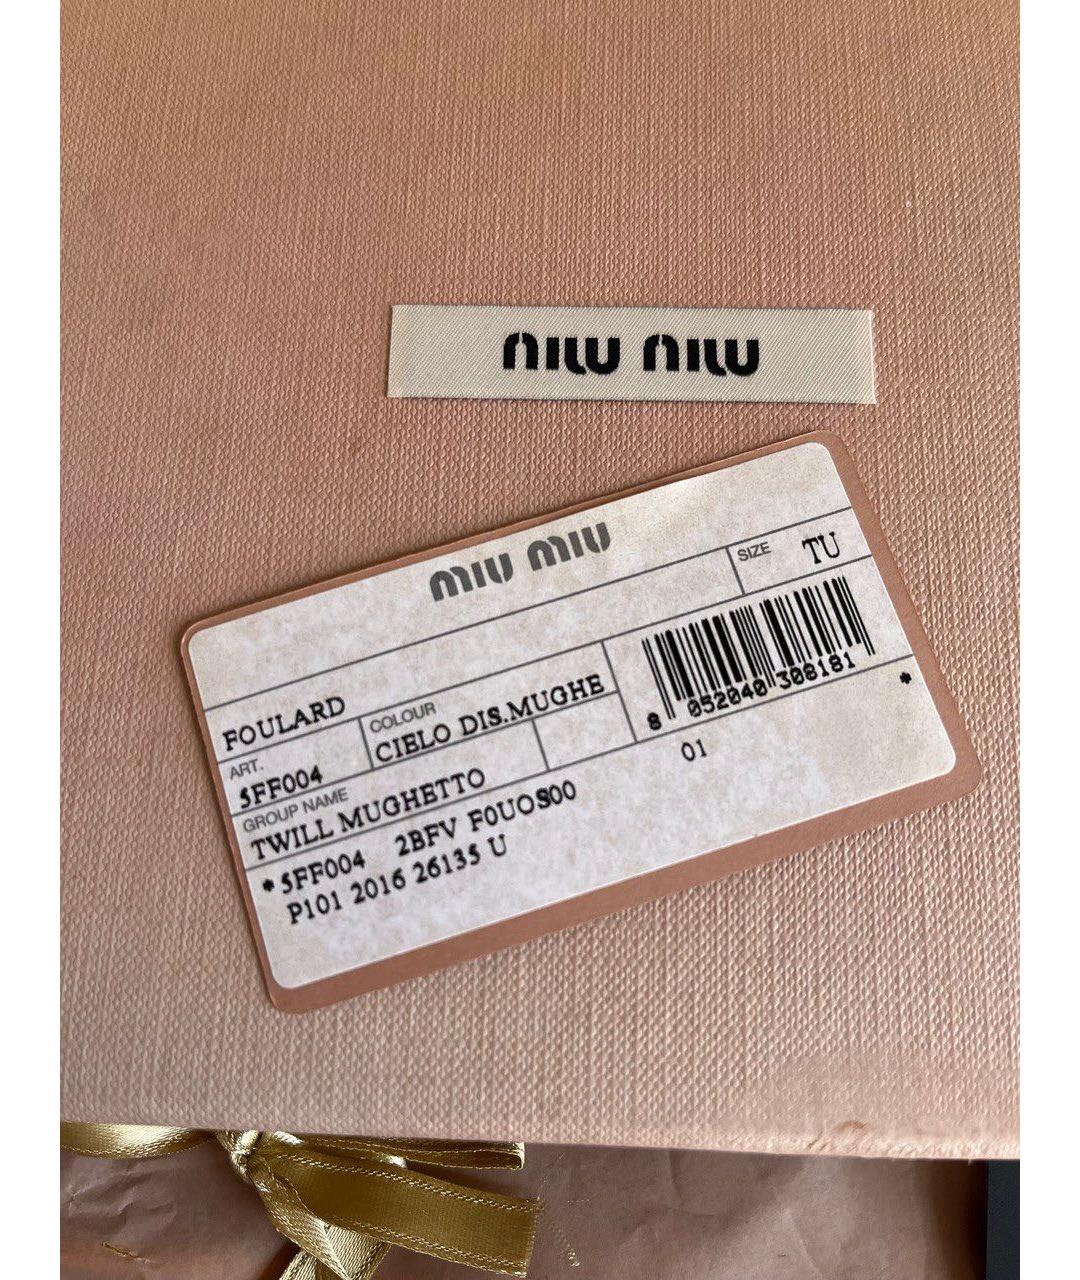 miu miu
miu miu
SIZE TU
FOULARD
ART. 5FF004
COLOUR CIELO DIS.MUGHE
8 052040 308181
*
GROUP NAME
TWILL MUGHETTO
01
*5FF004 2BFV F0UOS00
P101 2016 26135 U